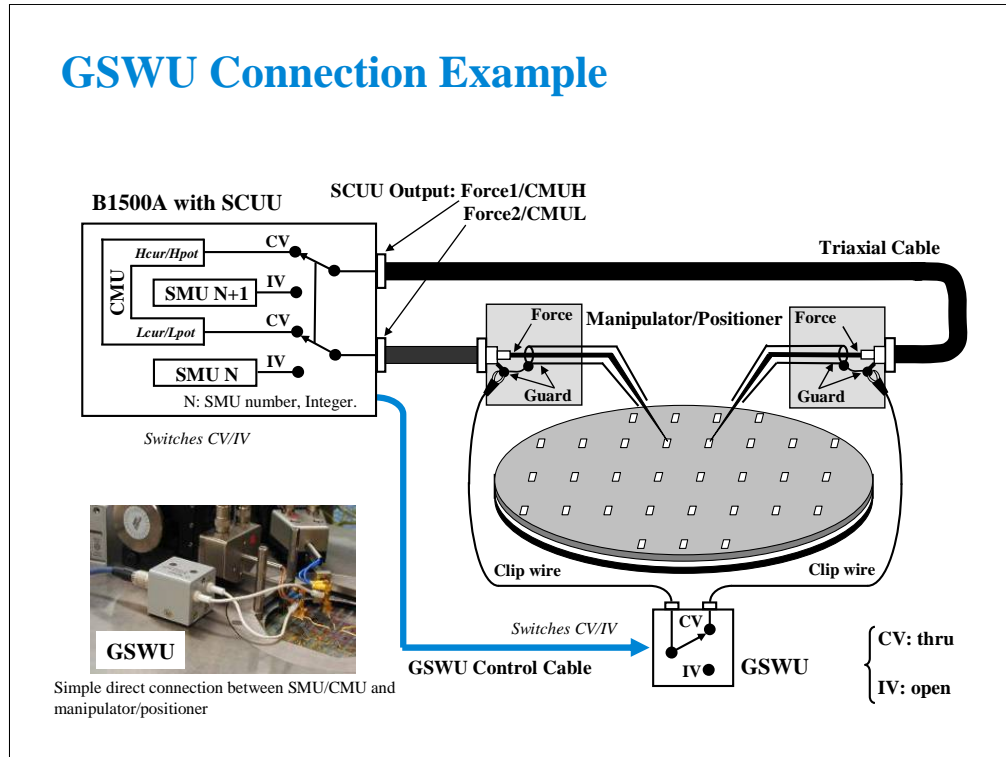 GSWU Connection Example
B1500A with SCUU
SCUU Output: Force1/CMUH
Force2/CMUL
Triaxial Cable
CMU
Hcur/Hpot
CV
SMU N+1
IV
Lcur/Lpot
CV
SMU N
IV
N: SMU number, Integer.
Switches CV/IV
Force
Manipulator/Positioner
Force
Guard
Guard
Clip wire
Clip wire
GSWU
Simple direct connection between SMU/CMU and
manipulator/positioner
Switches CV/IV
GSWU Control Cable
CV
IV
GSWU
CV: thru
IV: open